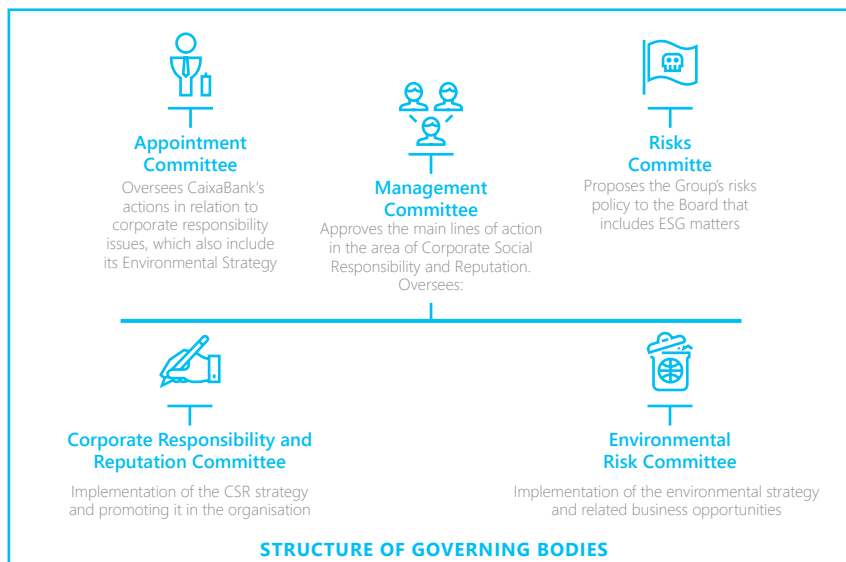 Appointment
Committee
Oversees CaixaBank's
actions in relation to
corporate responsibility
issues, which also include
its Environmental Strategy
Management
Committee
Approves the main lines of action
in the area of Corporate Social
Responsibility and Reputation.
Oversees:
Risks
Committe
Proposes the Group's risks
policy to the Board that
includes ESG matters
Corporate Responsibility and
Reputation Committee
Implementation of the CSR strategy
and promoting it in the organisation
Environmental
Risk Committee
Implementation of the environmental strategy
and related business opportunities
STRUCTURE OF GOVERNING BODIES